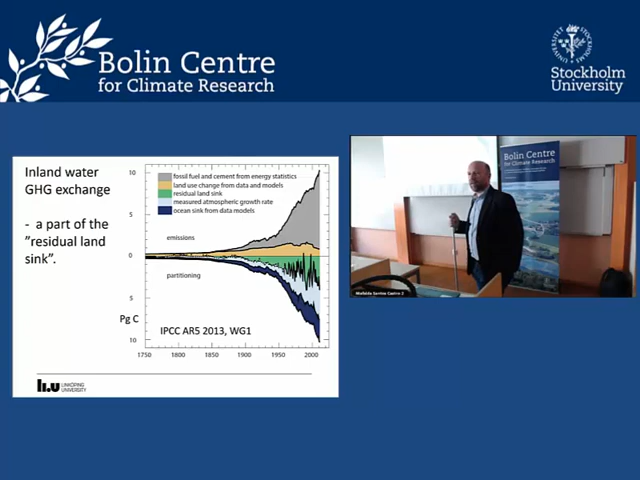 Bolin Centre
for Climate Research
Stockholm
University
Inland water
GHG exchange
- a part of the
"residual land
sink".
10
5
0
5
Pg C
10
fossil fuel and cement from energy statistics
land use change from data and models
residual land sink
measured atmospheric growth rate
ocean sink from data models
emissions
partitioning
IPCC AR5 2013, WG1
1750
1800
1850
1900
1950
2000
LINKÖPING
UNIVERSITY
Bolin Centre
for Climate Research